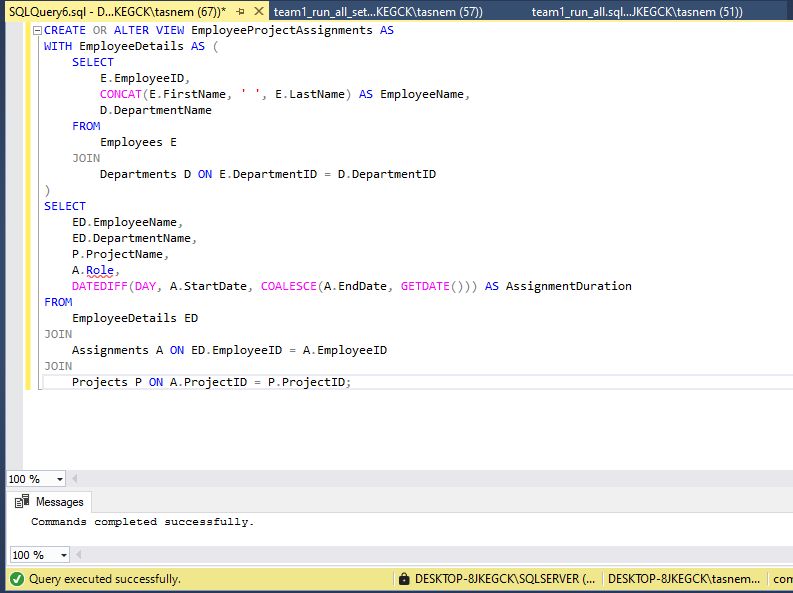 SQLQuery6.sql - D...KEGCK\tasnem (67))* team1_run_all_set...KEGCK\tasnem (57)) team1_run_all.sql...JKEGCK\tasnem (51))
CREATE OR ALTER VIEW EmployeeProjectAssignments AS
WITH EmployeeDetails AS (
SELECT
E.EmployeeID,
CONCAT(E.FirstName, ' ', E.LastName) AS EmployeeName,
D.DepartmentName
FROM
Employees E
JOIN
Departments D ON E.DepartmentID = D.DepartmentID
)
SELECT
ED.EmployeeName,
ED.DepartmentName,
P.ProjectName,
A.Role,
DATEDIFF(DAY, A.StartDate, COALESCE(A.EndDate, GETDATE())) AS AssignmentDuration
FROM
EmployeeDetails ED
JOIN
Assignments A ON ED.EmployeeID = A.EmployeeID
JOIN
Projects P ON A.ProjectID = P.ProjectID;
100 %
Messages
Commands completed successfully.
100 %
Query executed successfully. DESKTOP-8JKEGCK\SQLSERVER (... DESKTOP-8JKEGCK\tasnem... com